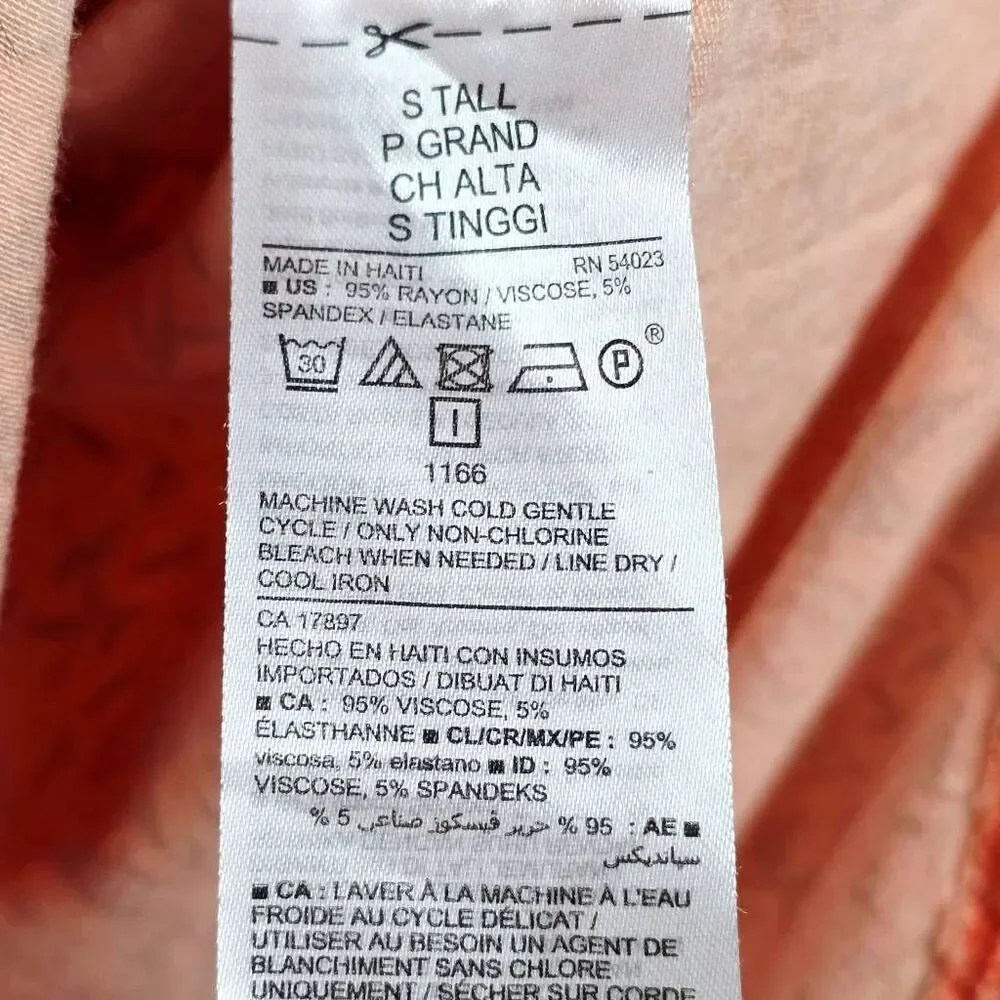 S TALL
P GRAND
CH ALTA
S TINGGI
MADE IN HAITI RN 54023
US : 95% RAYON / VISCOSE, 5%
SPANDEX / ELASTANE
30 P ®
I
1166
MACHINE WASH COLD GENTLE
CYCLE / ONLY NON-CHLORINE
BLEACH WHEN NEEDED / LINE DRY /
COOL IRON
CA 17897
HECHO EN HAITI CON INSUMOS
IMPORTADOS / DIBUAT DI HAITI
CA : 95% VISCOSE, 5%
ÉLASTHANNE CL/CR/MX/PE : 95%
viscosa, 5% elastano ID : 95%
VISCOSE, 5% SPANDEKS
AE : 95 % حرير فيسكوز صناعي 5 %
سباندیکس
CA : LAVER À LA MACHINE À L'EAU
FROIDE AU CYCLE DÉLICAT /
UTILISER AU BESOIN UN AGENT DE
BLANCHIMENT SANS CHLORE
UNIQUEMENT / SÉCHER SUR CORDE